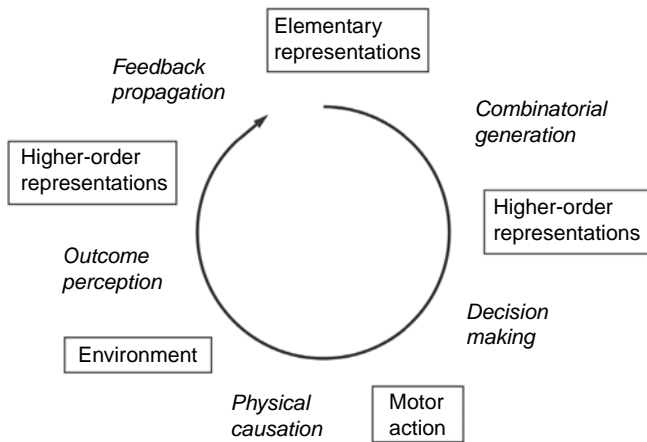 Elementary
representations
Feedback
propagation
Combinatorial
generation
Higher-order
representations
Higher-order
representations
Outcome
perception
Decision
making
Environment
Physical
causation
Motor
action